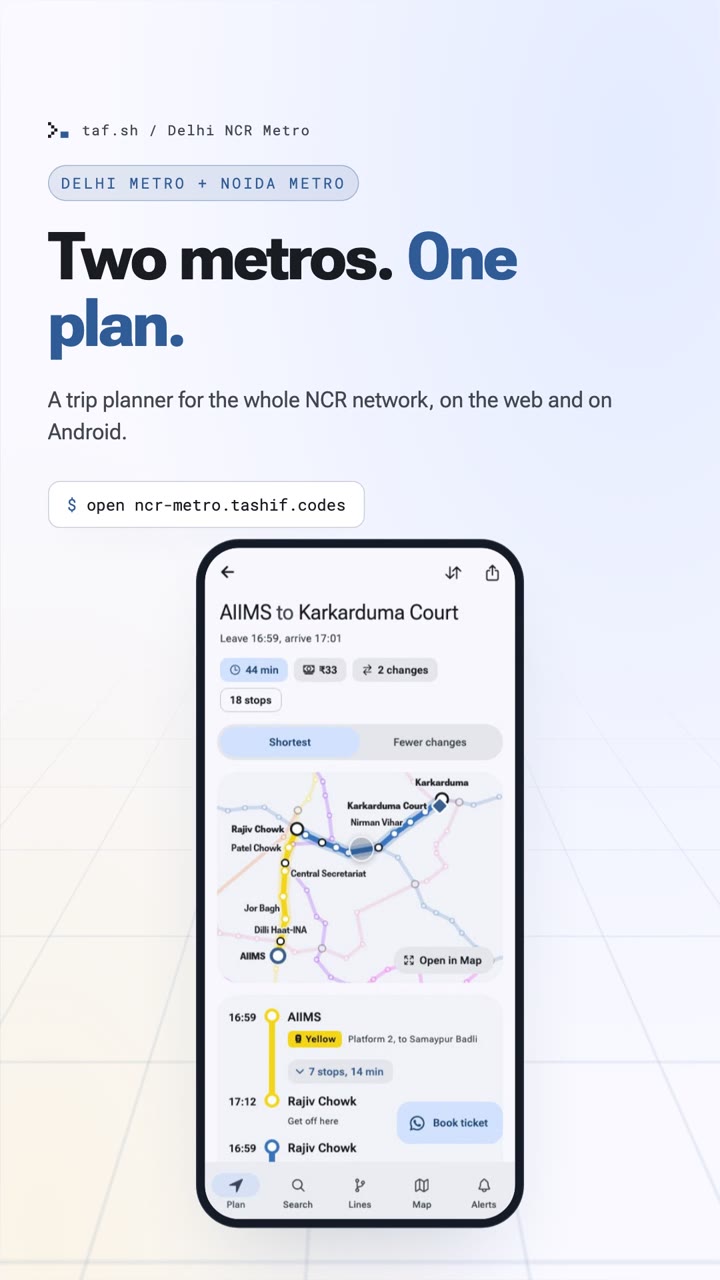 taf.sh / Delhi NCR Metro
DELHI METRO + NOIDA METRO
Two metros. One
plan.
A trip planner for the whole NCR network, on the web and on
Android.
$ open ncr-metro.tashif.codes
AIIMS to Karkarduma Court
Leave 16:59, arrive 17:01
44 min
₹33
2 changes
18 stops
Shortest
Fewer changes
Karkarduma
Karkarduma Court
Nirman Vihar
Rajiv Chowk
Patel Chowk
Central Secretariat
Jor Bagh
Dilli Haat-INA
AIIMS
Open in Map
16:59 AIIMS
Yellow Platform 2, to Samaypur Badli
7 stops, 14 min
17:12 Rajiv Chowk
Get off here
Book ticket
16:59 Rajiv Chowk
Plan
Search
Lines
Map
Alerts